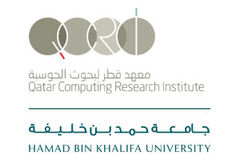 QCRI
معهد قطر لبحوث الحوسبة
Qatar Computing Research Institute
جامعة حمد بن خليفة
HAMAD BIN KHALIFA UNIVERSITY